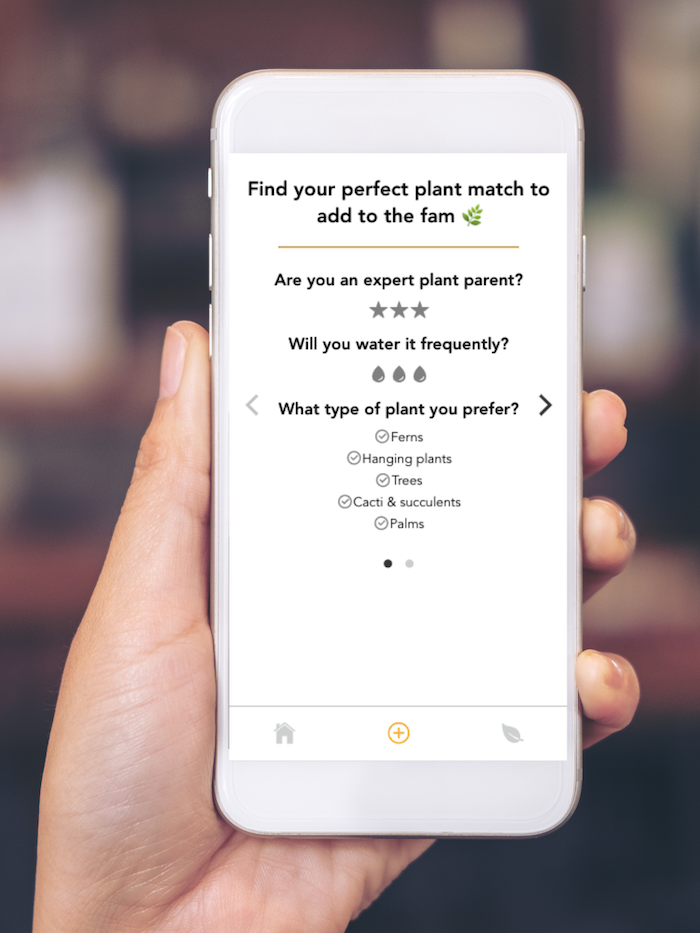 Find your perfect plant match to
add to the fam 🌿
Are you an expert plant parent?
Will you water it frequently?
What type of plant you prefer?
Ferns
Hanging plants
Trees
Cacti & succulents
Palms